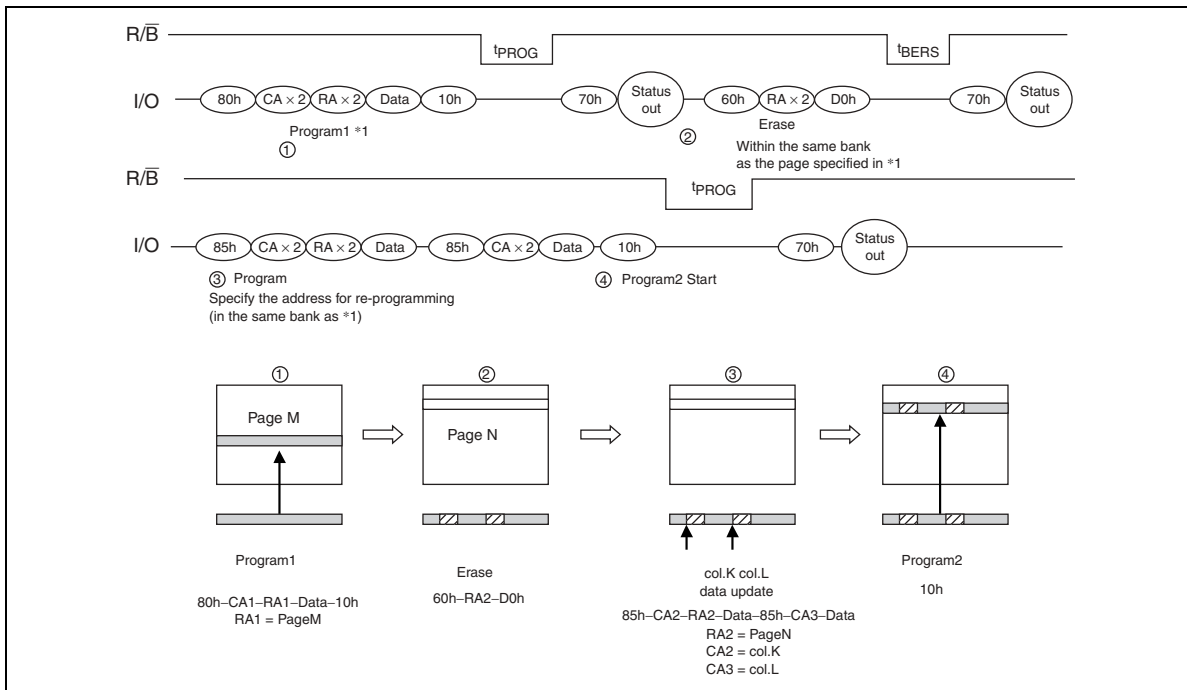 R/B
tPROG
tBERS
I/O
80h CA × 2 RA × 2 Data 10h 70h Status out 60h RA × 2 D0h 70h Status out
Program1 *1
①
②
Erase
Within the same bank
as the page specified in *1
R/B
tPROG
I/O
85h CA × 2 RA × 2 Data 85h CA × 2 Data 10h 70h Status out
③ Program
Specify the address for re-programming
(in the same bank as *1)
④ Program2 Start
① ② ③ ④
Page M
Page N
Program1
80h–CA1–RA1–Data–10h
RA1 = PageM
Erase
60h–RA2–D0h
col.K col.L
data update
85h–CA2–RA2–Data–85h–CA3–Data
RA2 = PageN
CA2 = col.K
CA3 = col.L
Program2
10h